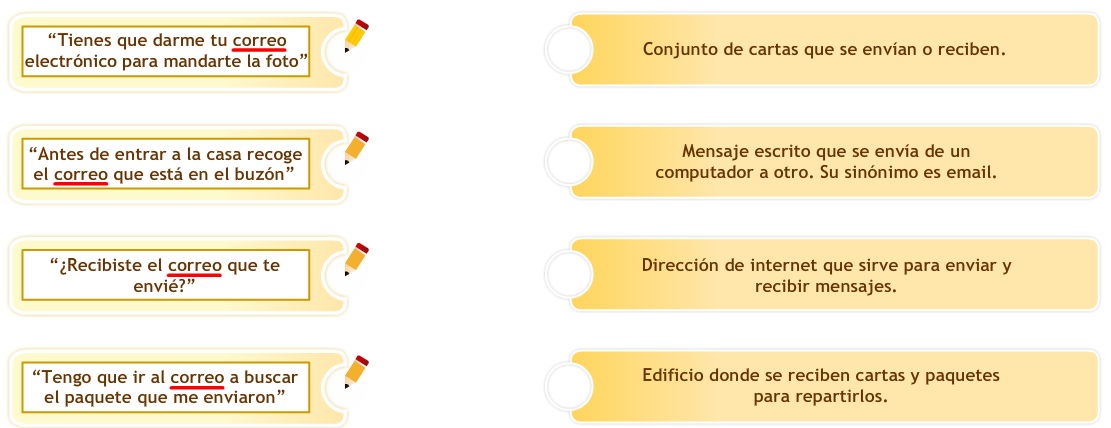 “Tienes que darme tu correo
electrónico para mandarte la foto”
Conjunto de cartas que se envían o reciben.
“Antes de entrar a la casa recoge
el correo que está en el buzón”
Mensaje escrito que se envía de un
computador a otro. Su sinónimo es email.
“¿Recibiste el correo que te
envié?”
Dirección de internet que sirve para enviar y
recibir mensajes.
“Tengo que ir al correo a buscar
el paquete que me enviaron”
Edificio donde se reciben cartas y paquetes
para repartirlos.